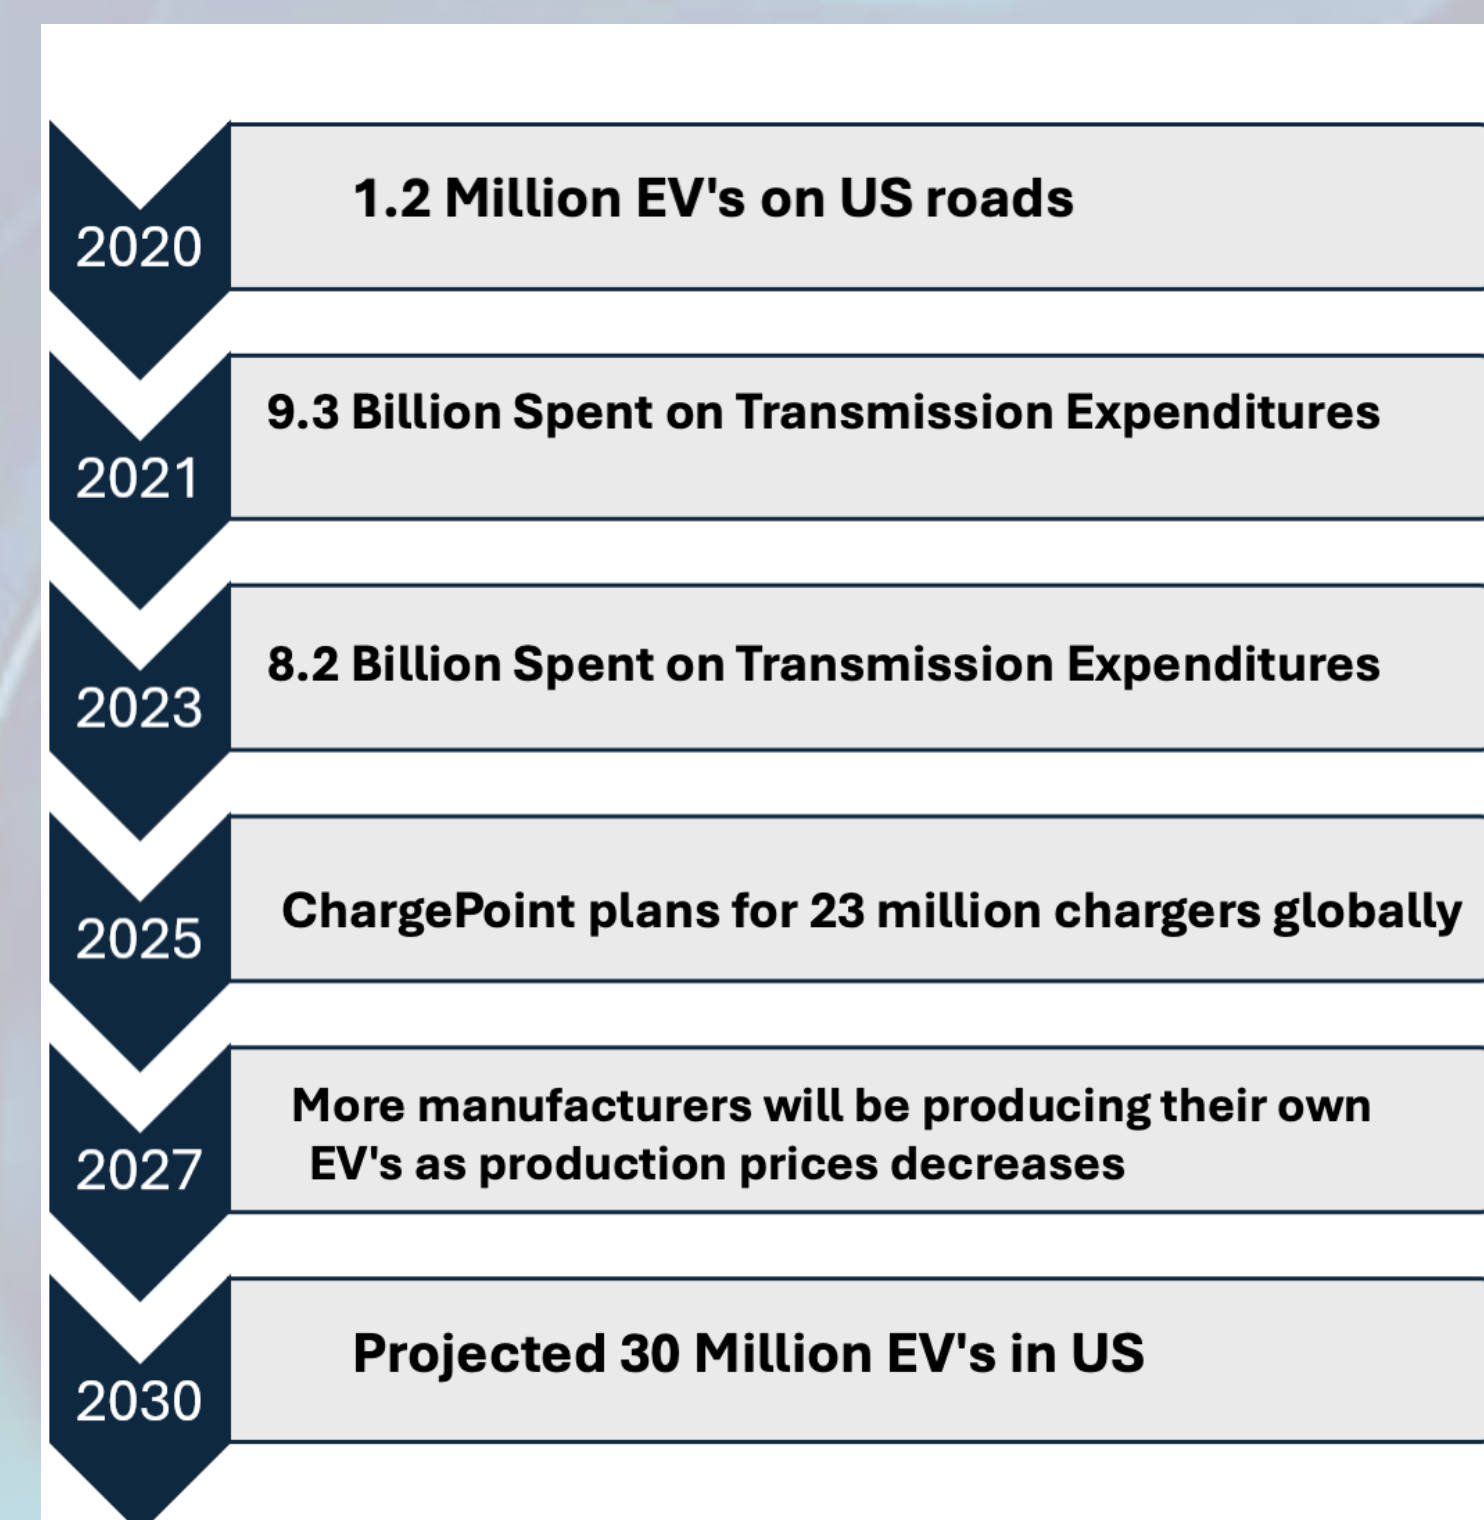 2020
1.2 Million EV's on US roads
2021
9.3 Billion Spent on Transmission Expenditures
2023
8.2 Billion Spent on Transmission Expenditures
2025
ChargePoint plans for 23 million chargers globally
2027
More manufacturers will be producing their own
EV's as production prices decreases
2030
Projected 30 Million EV's in US